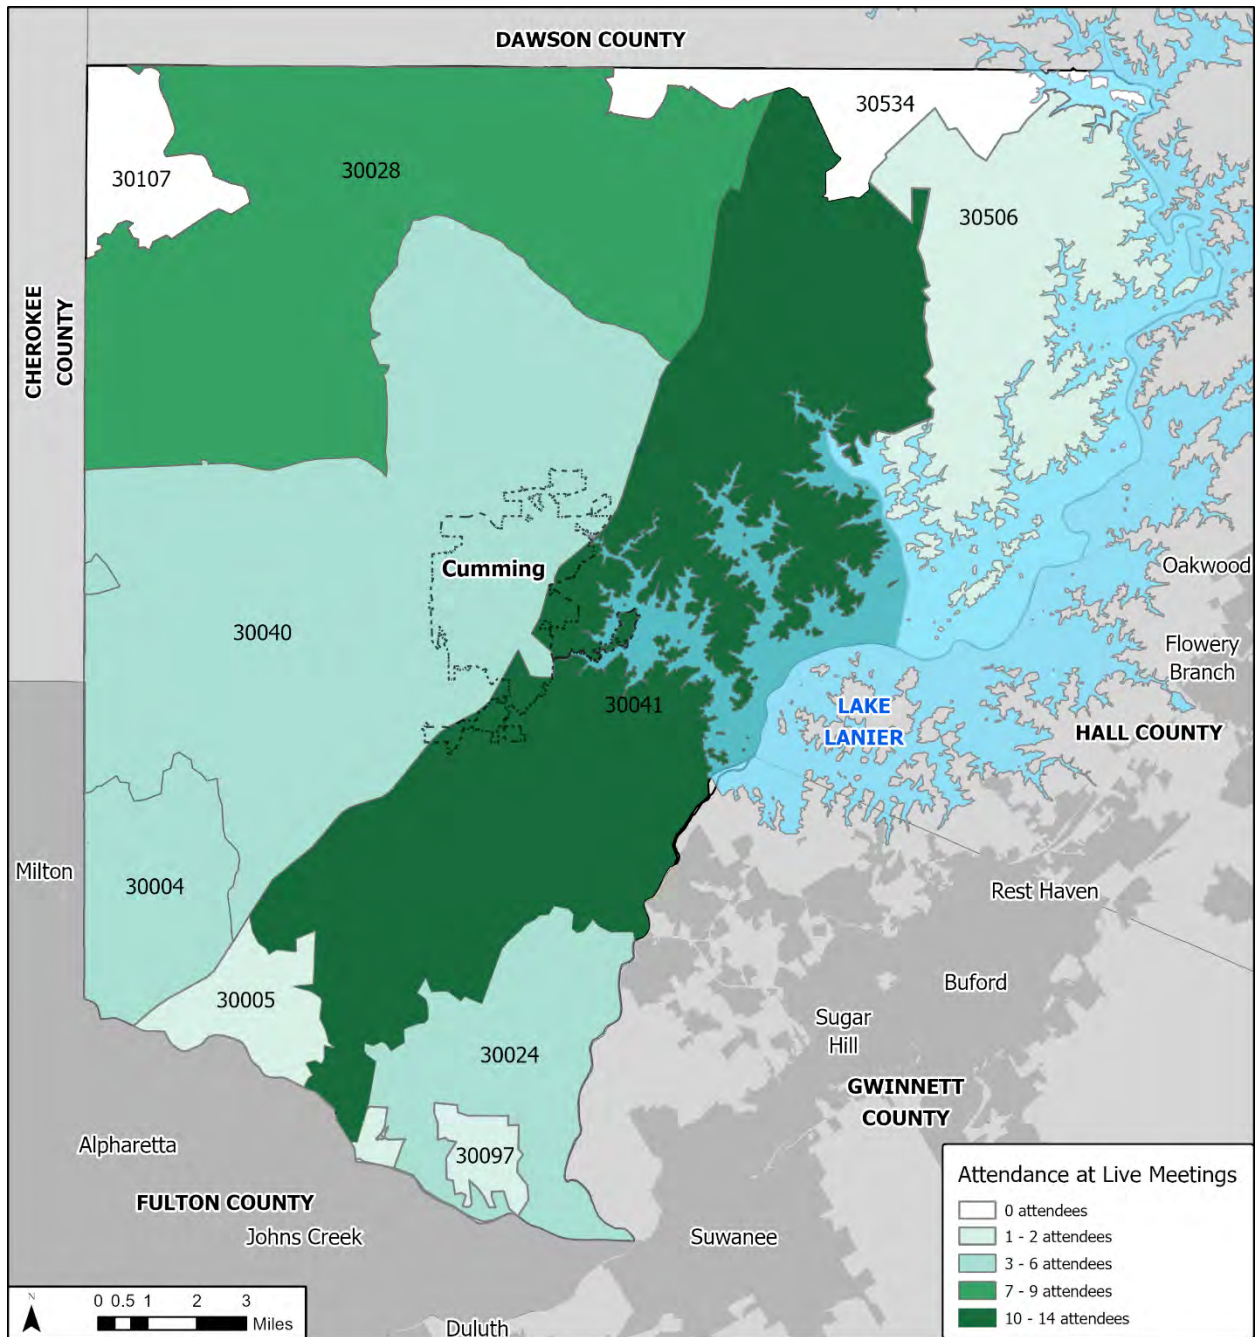 DAWSON COUNTY
30534
30107
30028
30506
CHEROKEE
COUNTY
Cumming
Oakwood
30040
Flowery
Branch
30041
LAKE
LANIER
HALL COUNTY
Milton
30004
Rest Haven
30005
Buford
Sugar
Hill
30024
GWINNETT
COUNTY
Alpharetta
30097
FULTON COUNTY
Johns Creek
Suwanee
Duluth
Attendance at Live Meetings
0 attendees
1 - 2 attendees
3 - 6 attendees
7 - 9 attendees
10 - 14 attendees
N
0 0.5 1 2 3
Miles